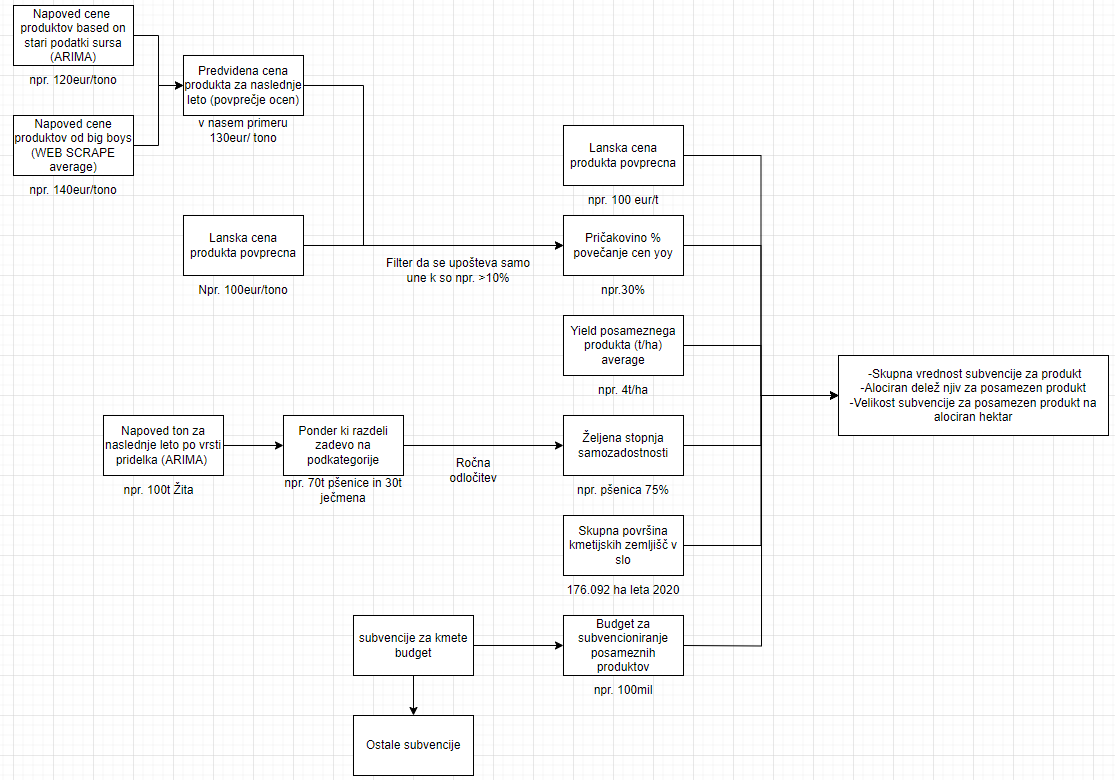 Napoved cene
produktov based on
stari podatki sursa
(ARIMA)
npr. 120eur/tono
Napoved cene
produktov od big boys
(WEB SCRAPE
average)
npr. 140eur/tono
Predvidena cena
produkta za naslednje
leto (povprečje ocen)
v nasem primeru
130eur/ tono
Lanska cena
produkta povprecna
Npr. 100eur/tono
Filter da se upošteva samo
une k so npr. >10%
Lanska cena
produkta povprecna
npr. 100 eur/t
Pričakovino %
povečanje cen yoy
npr.30%
Yield posameznega
produkta (t/ha)
average
npr. 4t/ha
Napoved ton za
naslednje leto po vrsti
pridelka (ARIMA)
npr. 100t Žita
Ponder ki razdeli
zadevo na
podkategorije
npr. 70t pšenice in 30t
ječmena
Ročna
odločitev
Željena stopnja
samozadostnosti
npr. pšenica 75%
Skupna površina
kmetijskih zemljišč v
slo
176.092 ha leta 2020
subvencije za kmete
budget
Budget za
subvencioniranje
posameznih
produktov
npr. 100mil
Ostale subvencije
-Skupna vrednost subvencije za produkt
-Alociran delež njiv za posamezen produkt
-Velikost subvencije za posamezen produkt na
alociran hektar